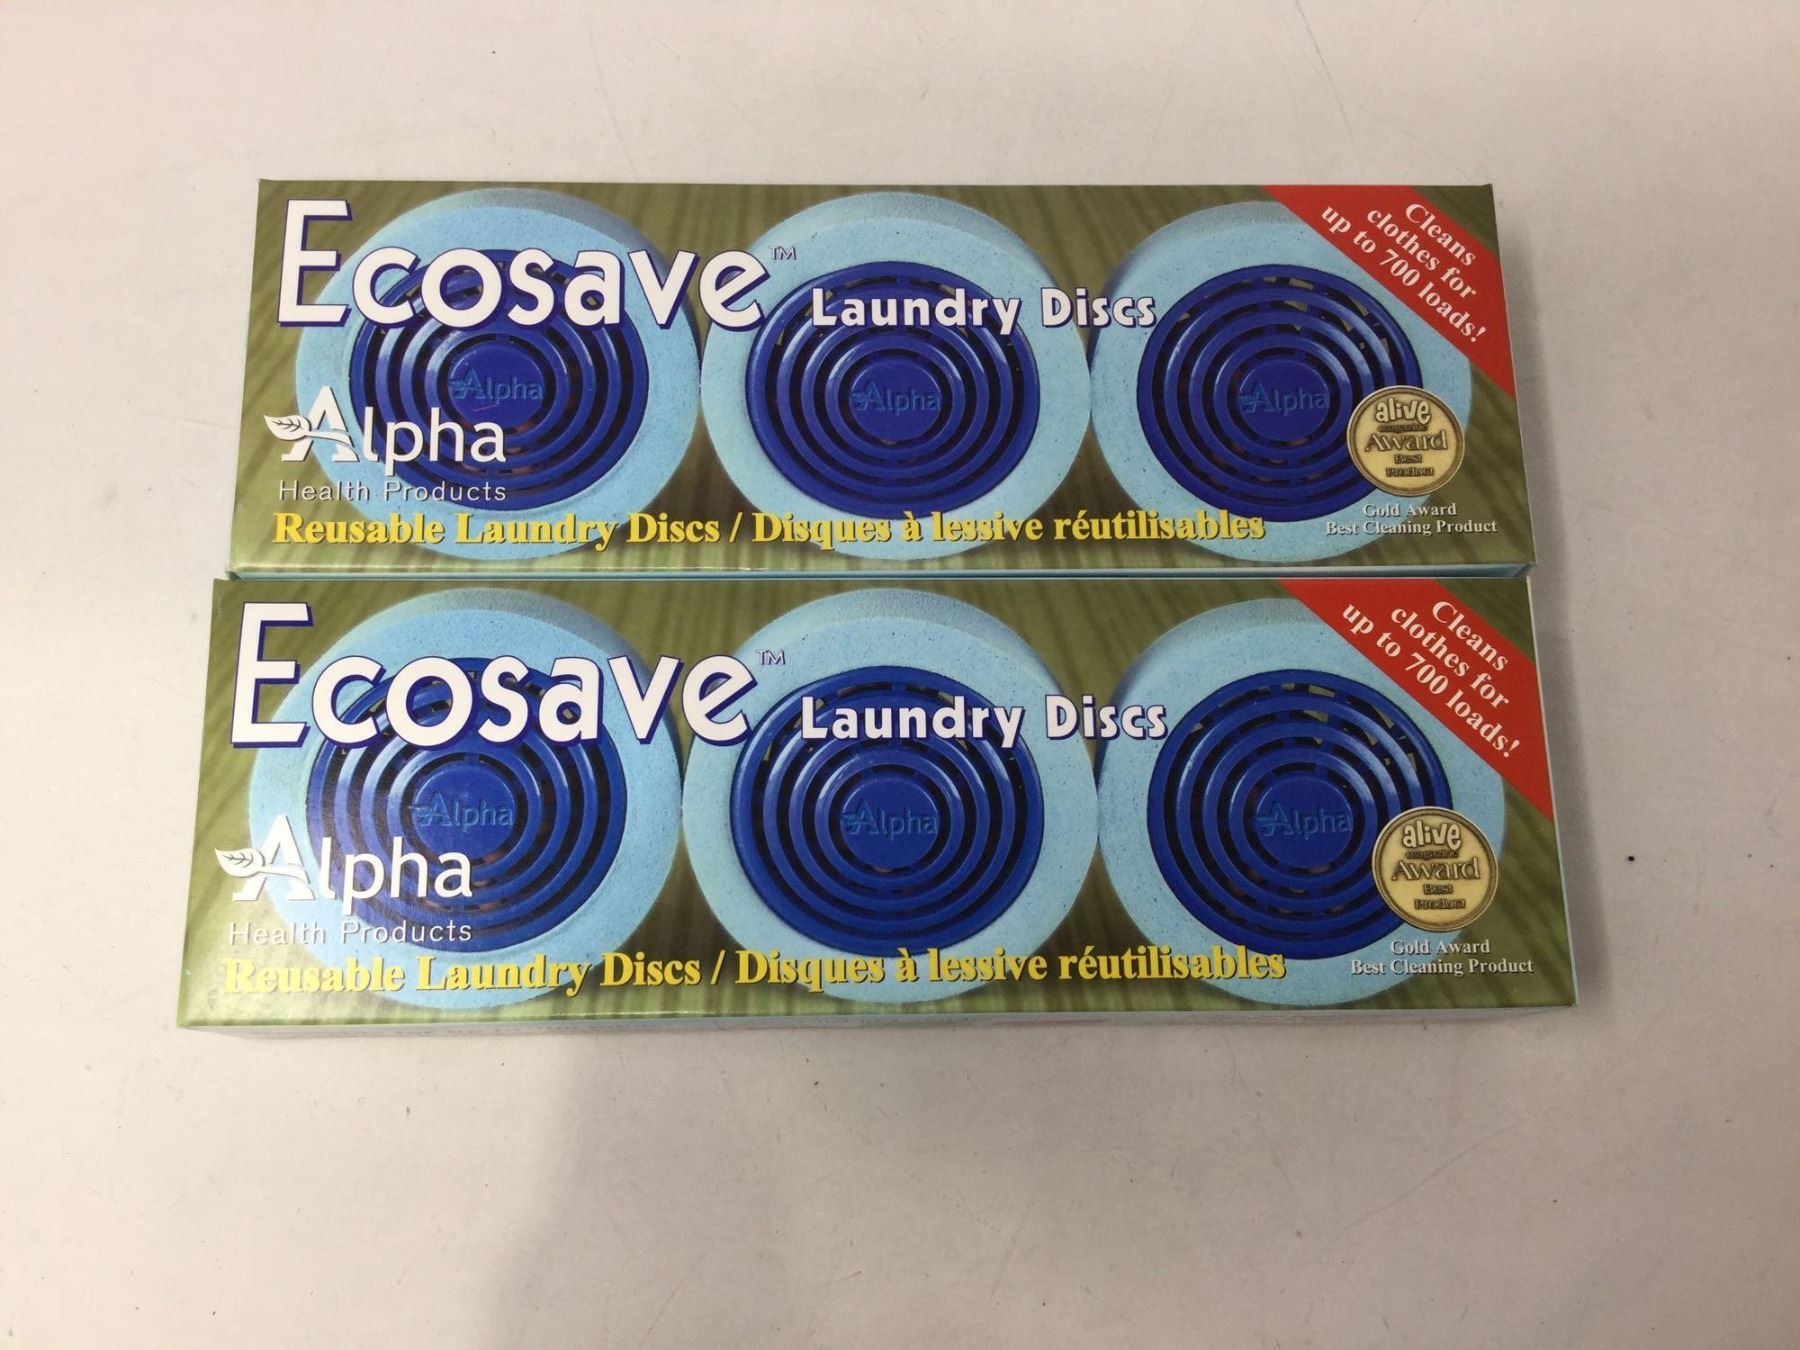 Ecosave™ Laundry Discs
Cleans
clothes for
up to 700 loads!
Alpha
Alpha
Alpha
Alpha
Health Products
alive
magazine
Award
Best
Product
Gold Award
Best Cleaning Product
Reusable Laundry Discs / Disques à lessive réutilisables
Ecosave™ Laundry Discs
Cleans
clothes for
up to 700 loads!
Alpha
Alpha
Alpha
Alpha
Health Products
alive
magazine
Award
Best
Product
Gold Award
Best Cleaning Product
Reusable Laundry Discs / Disques à lessive réutilisables